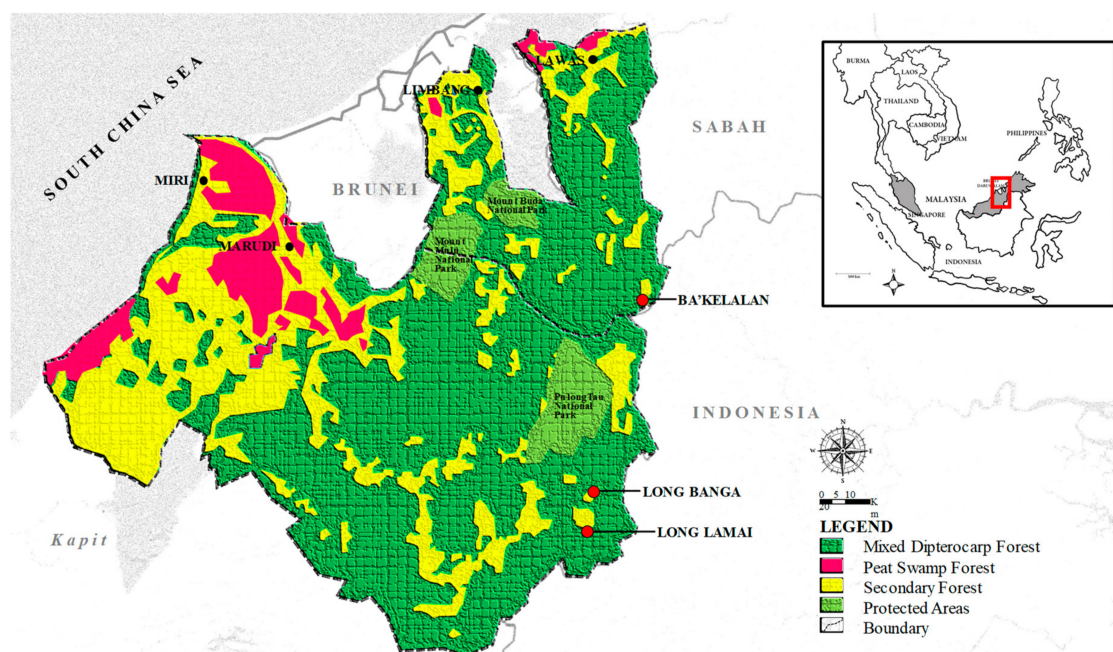 SOUTH CHINA SEA
LAWAS
LIMBANG
SABAH
MIRI
BRUNEI
Mount Buda
National Park
MARUDI
Mount
Mulu
National
Park
BA'KELALAN
PulongTau
National
Park
INDONESIA
LONG BANGA
LONG LAMAI
Kapit
BURMA
LAOS
THAILAND
CAMBODIA
VIETNAM
PHILIPPINES
MALAYSIA
SINGAPORE
INDONESIA
N
N
W
E
S
0 5 10 K
20 m
LEGEND
Mixed Dipterocarp Forest
Peat Swamp Forest
Secondary Forest
Protected Areas
Boundary